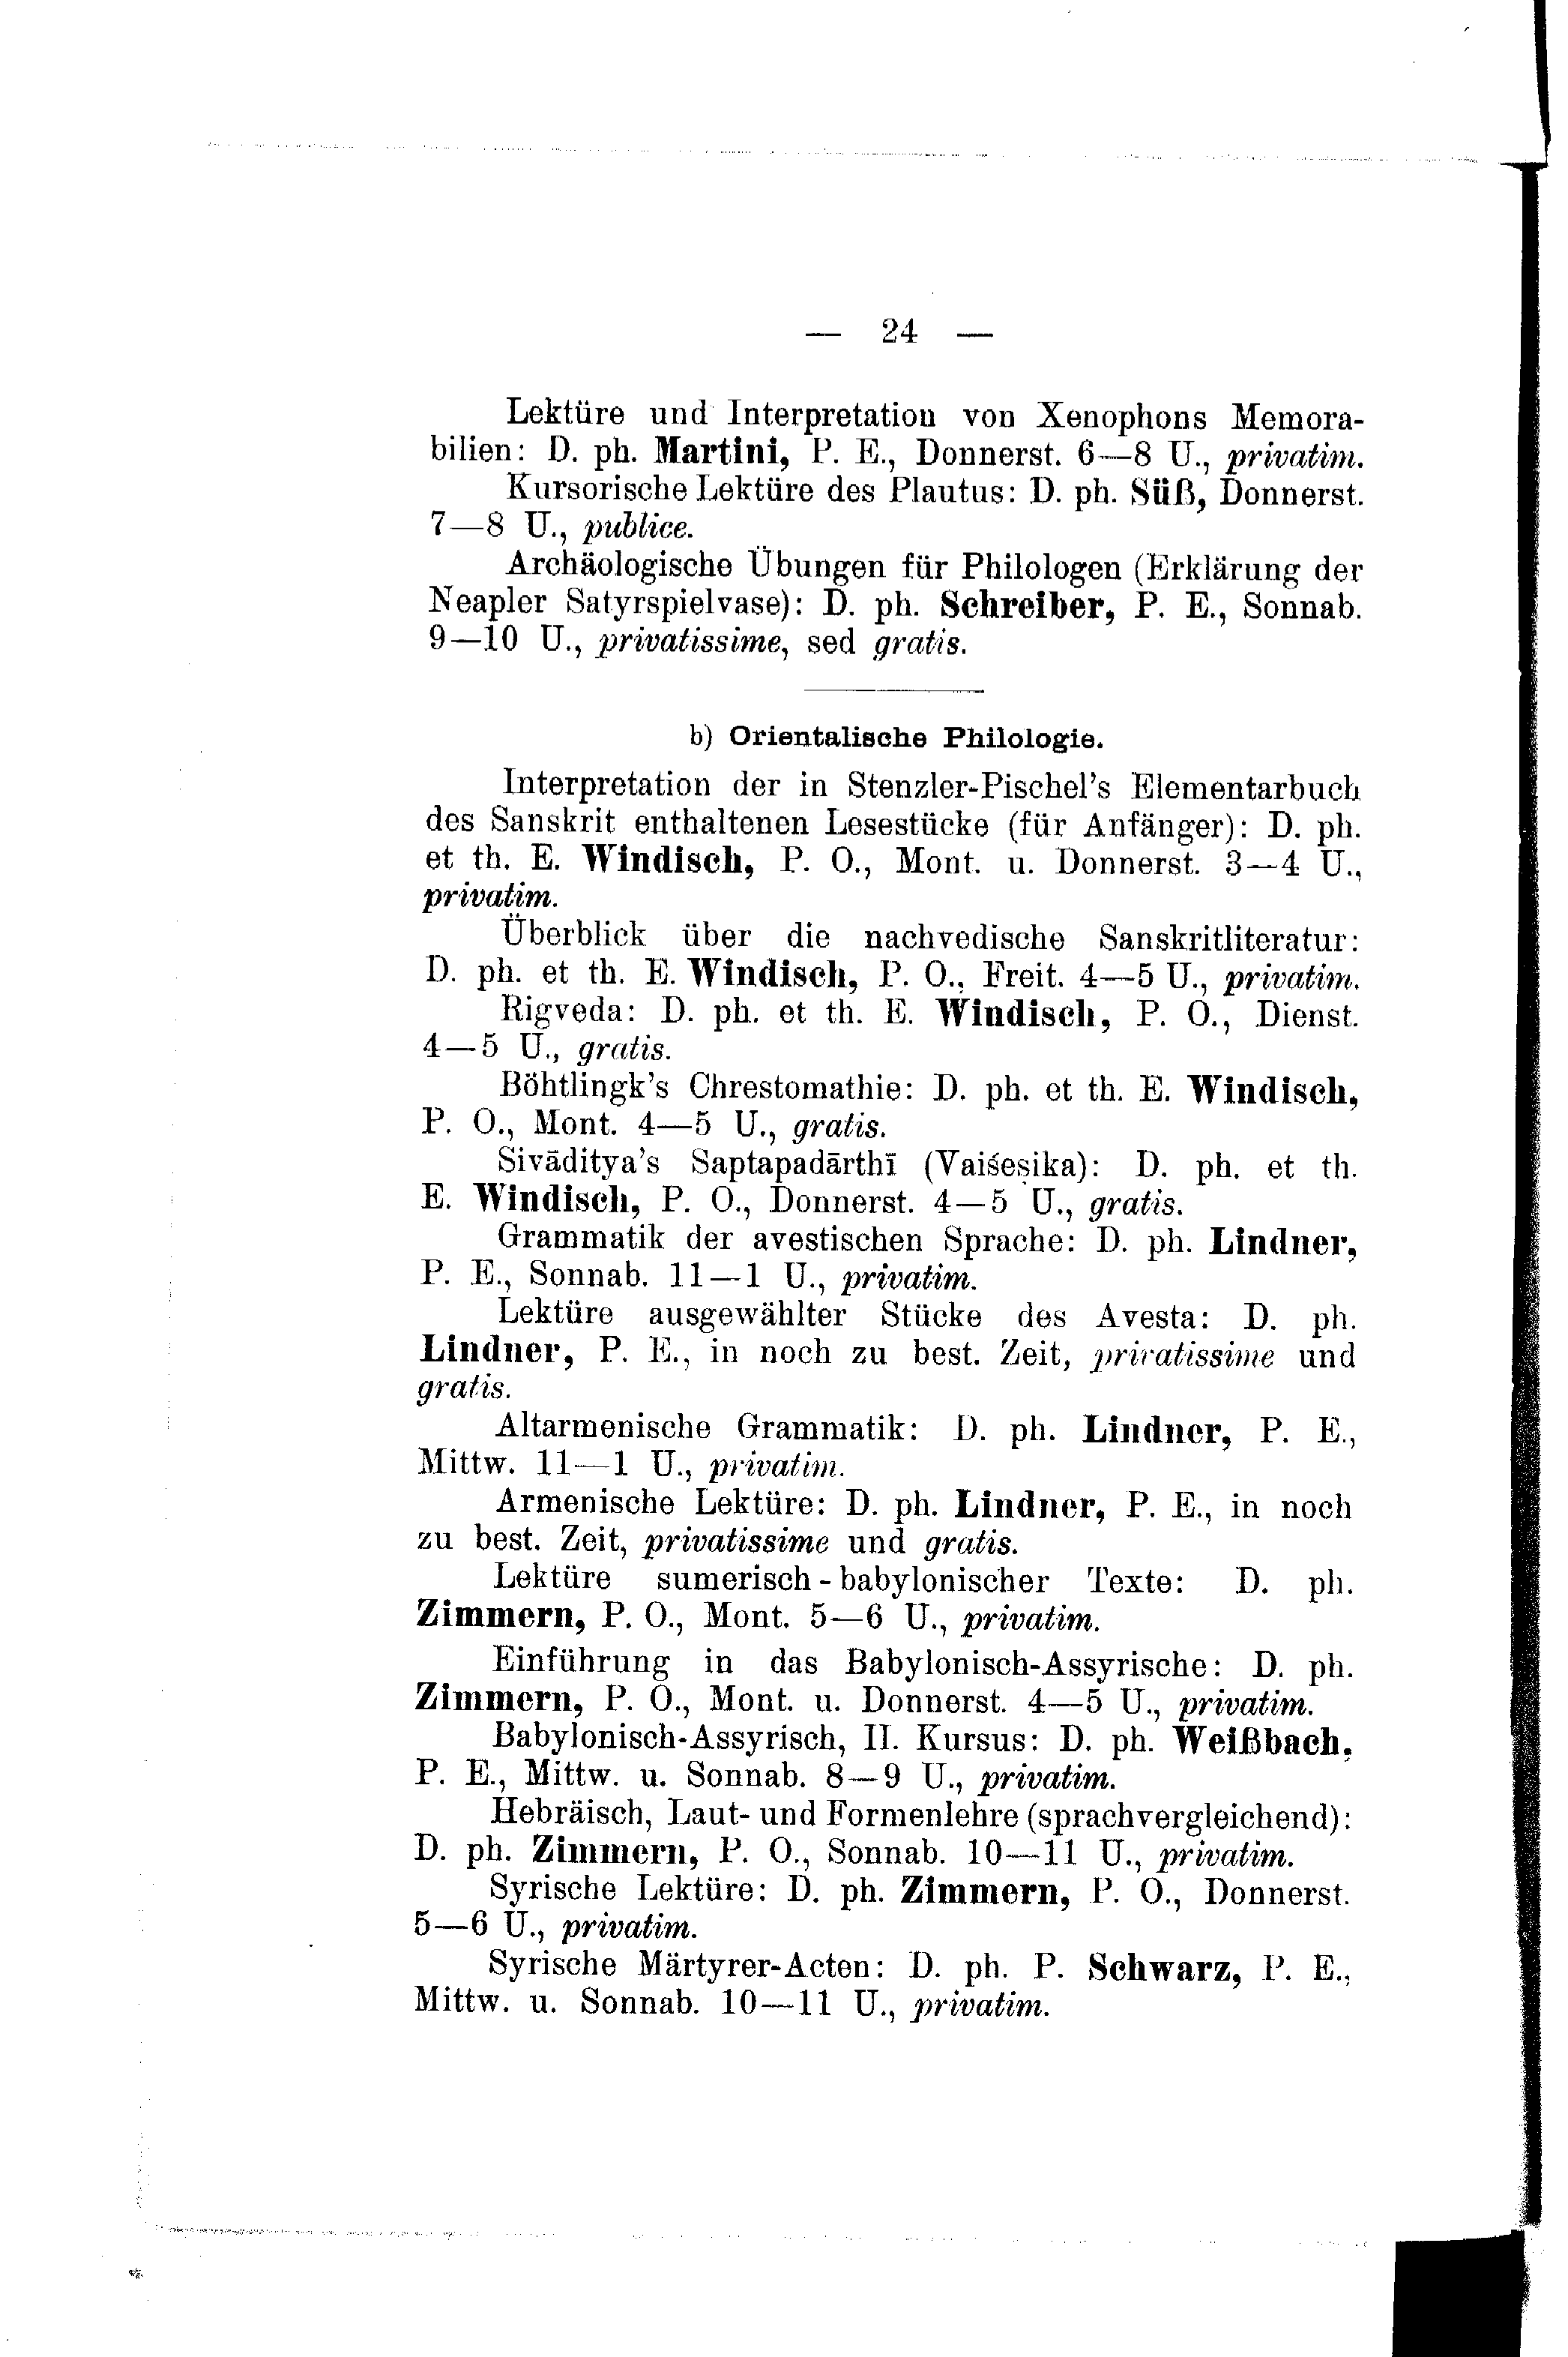 — 24 —
Lektüre und Interpretation von Xenophons Memora-
bilien: D. ph. Martini, P. E., Donnerst. 6—8 U., privatim.
Kursorische Lektüre des Plautus: D. ph. Süß, Donnerst.
7—8 U., publice.
Archäologische Übungen für Philologen (Erklärung der
Neapler Satyrspielvase): D. ph. Schreiber, P. E., Sonnab.
9—10 U., privatissime, sed gratis.
b) Orientalische Philologie.
Interpretation der in Stenzler-Pischel's Elementarbuch
des Sanskrit enthaltenen Lesestücke (für Anfänger): D. ph.
et th. E. Windisch, P. O., Mont. u. Donnerst. 3—4 U.,
privatim.
Überblick über die nachvedische Sanskritliteratur:
D. ph. et th. E. Windisch, P. O., Freit. 4—5 U., privatim.
Rigveda: D. ph. et th. E. Windisch, P. O., Dienst.
4—5 U., gratis.
Böhtlingk's Chrestomathie: D. ph. et th. E. Windisch,
P. O., Mont. 4—5 U., gratis.
Sivāditya's Saptapadārthī (Vaiśeṣika): D. ph. et th.
E. Windisch, P. O., Donnerst. 4—5 U., gratis.
Grammatik der avestischen Sprache: D. ph. Lindner,
P. E., Sonnab. 11—1 U., privatim.
Lektüre ausgewählter Stücke des Avesta: D. ph.
Lindner, P. E., in noch zu best. Zeit, privatissime und
gratis.
Altarmenische Grammatik: D. ph. Lindner, P. E.,
Mittw. 11—1 U., privatim.
Armenische Lektüre: D. ph. Lindner, P. E., in noch
zu best. Zeit, privatissime und gratis.
Lektüre sumerisch-babylonischer Texte: D. ph.
Zimmern, P. O., Mont. 5—6 U., privatim.
Einführung in das Babylonisch-Assyrische: D. ph.
Zimmern, P. O., Mont. u. Donnerst. 4—5 U., privatim.
Babylonisch-Assyrisch, II. Kursus: D. ph. Weißbach,
P. E., Mittw. u. Sonnab. 8—9 U., privatim.
Hebräisch, Laut- und Formenlehre (sprachvergleichend):
D. ph. Zimmern, P. O., Sonnab. 10—11 U., privatim.
Syrische Lektüre: D. ph. Zimmern, P. O., Donnerst.
5—6 U., privatim.
Syrische Märtyrer-Acten: D. ph. P. Schwarz, P. E.,
Mittw. u. Sonnab. 10—11 U., privatim.